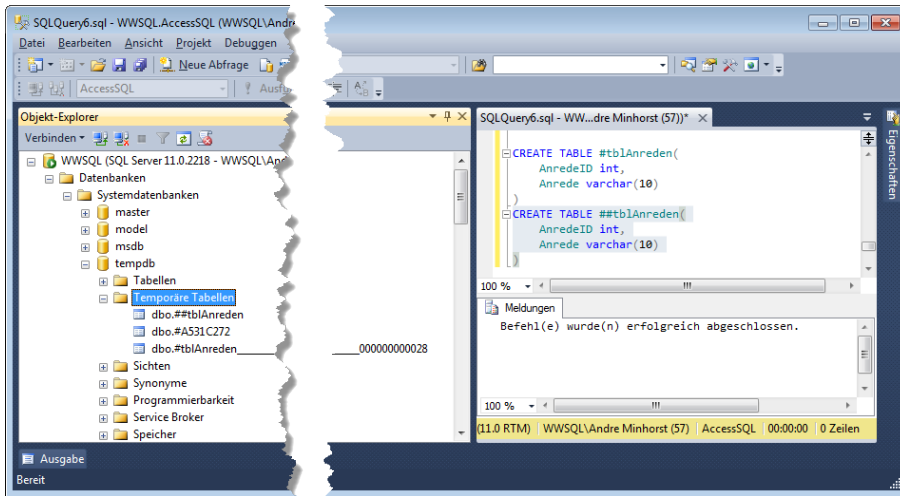 SQLQuery6.sql - WWSQL.AccessSQL (WWSQL\Andre
Datei Bearbeiten Ansicht Projekt Debuggen
Neue Abfrage
AccessSQL
Objekt-Explorer
Verbinden
WWSQL (SQL Server 11.0.2218 - WWSQL\And
Datenbanken
Systemdatenbanken
master
model
msdb
tempdb
Tabellen
Temporäre Tabellen
dbo.##tblAnreden
dbo.#A531C272
dbo.#tblAnreden_______________000000000028
Sichten
Synonyme
Programmierbarkeit
Service Broker
Speicher
SQLQuery6.sql - WW...dre Minhorst (57))*
CREATE TABLE #tblAnreden(
AnredeID int,
Anrede varchar(10)
)
CREATE TABLE ##tblAnreden(
AnredeID int,
Anrede varchar(10)
)
100 %
Meldungen
Befehl(e) wurde(n) erfolgreich abgeschlossen.
100 %
(11.0 RTM) WWSQL\Andre Minhorst (57) AccessSQL 00:00:00 0 Zeilen
Eigenschaften
Ausgabe
Bereit